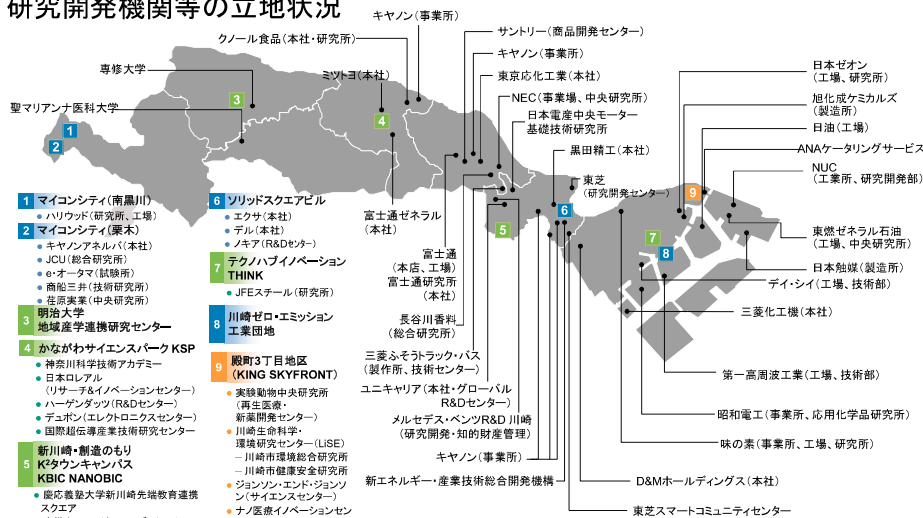 研究開発機関等の立地状況
キヤノン（事業所）
クノール食品（本社・研究所）
サントリー（商品開発センター）
キヤノン（事業所）
専修大学
ミツトヨ（本社）
東京応化工業（本社）
NEC（事業場、中央研究所）
日本電産中央モーター
基礎技術研究所
聖マリアンナ医科大学
黒田精工（本社）
東芝
（研究開発センター）
日本ゼオン
（工場、研究所）
旭化成ケミカルズ
（製造所）
日油（工場）
ANAケータリングサービス
NUC
（工業所、研究開発部）
東燃ゼネラル石油
（工場、中央研究所）
日本触媒（製造所）
デイ・シイ（工場、技術部）
三菱化工機（本社）
第一高周波工業（工場、技術部）
昭和電工（事業所、応用化学品研究所）
味の素（事業所、工場、研究所）
D&Mホールディングス（本社）
東芝スマートコミュニティセンター
富士通ゼネラル
（本社）
富士通
（本店、工場）
富士通研究所
（本社）
長谷川香料
（総合研究所）
三菱ふそうトラック・バス
（製作所、技術センター）
ユニキャリア（本社・グローバル
R&Dセンター）
メルセデス・ベンツR&D 川崎
（研究開発・知的財産管理）
キヤノン（事業所）
新エネルギー・産業技術総合開発機構
1
2
3
4
5
6
7
8
9
1 マイコンシティ（南黒川）
ハリウッド（研究所、工場）
2 マイコンシティ（栗木）
キヤノンアネルバ（本社）
JCU（総合研究所）
e・オータマ（試験所）
商船三井（技術研究所）
荏原実業（中央研究所）
3 明治大学
地域産学連携研究センター
4 かながわサイエンスパーク KSP
神奈川科学技術アカデミー
日本ロレアル
（リサーチ&イノベーションセンター）
ハーゲンダッツ（R&Dセンター）
デュポン（エレクトロニクスセンター）
国際超伝導産業技術研究センター
5 新川崎・創造のもり
K²タウンキャンパス
KBIC NANOBIC
慶応義塾大学新川崎先端教育連携
スクエア
6 ソリッドスクエアビル
エクサ（本社）
デル（本社）
ノキア（R&Dセンター）
7 テクノハブイノベーション
THINK
JFEスチール（研究所）
8 川崎ゼロ・エミッション
工業団地
9 殿町3丁目地区
（KING SKYFRONT）
実験動物中央研究所
（再生医療・
新薬開発センター）
川崎生命科学・
環境研究センター（LiSE）
－川崎市環境総合研究所
－川崎市健康安全研究所
ジョンソン・エンド・ジョンソ
ン（サイエンスセンター）
ナノ医療イノベーションセン